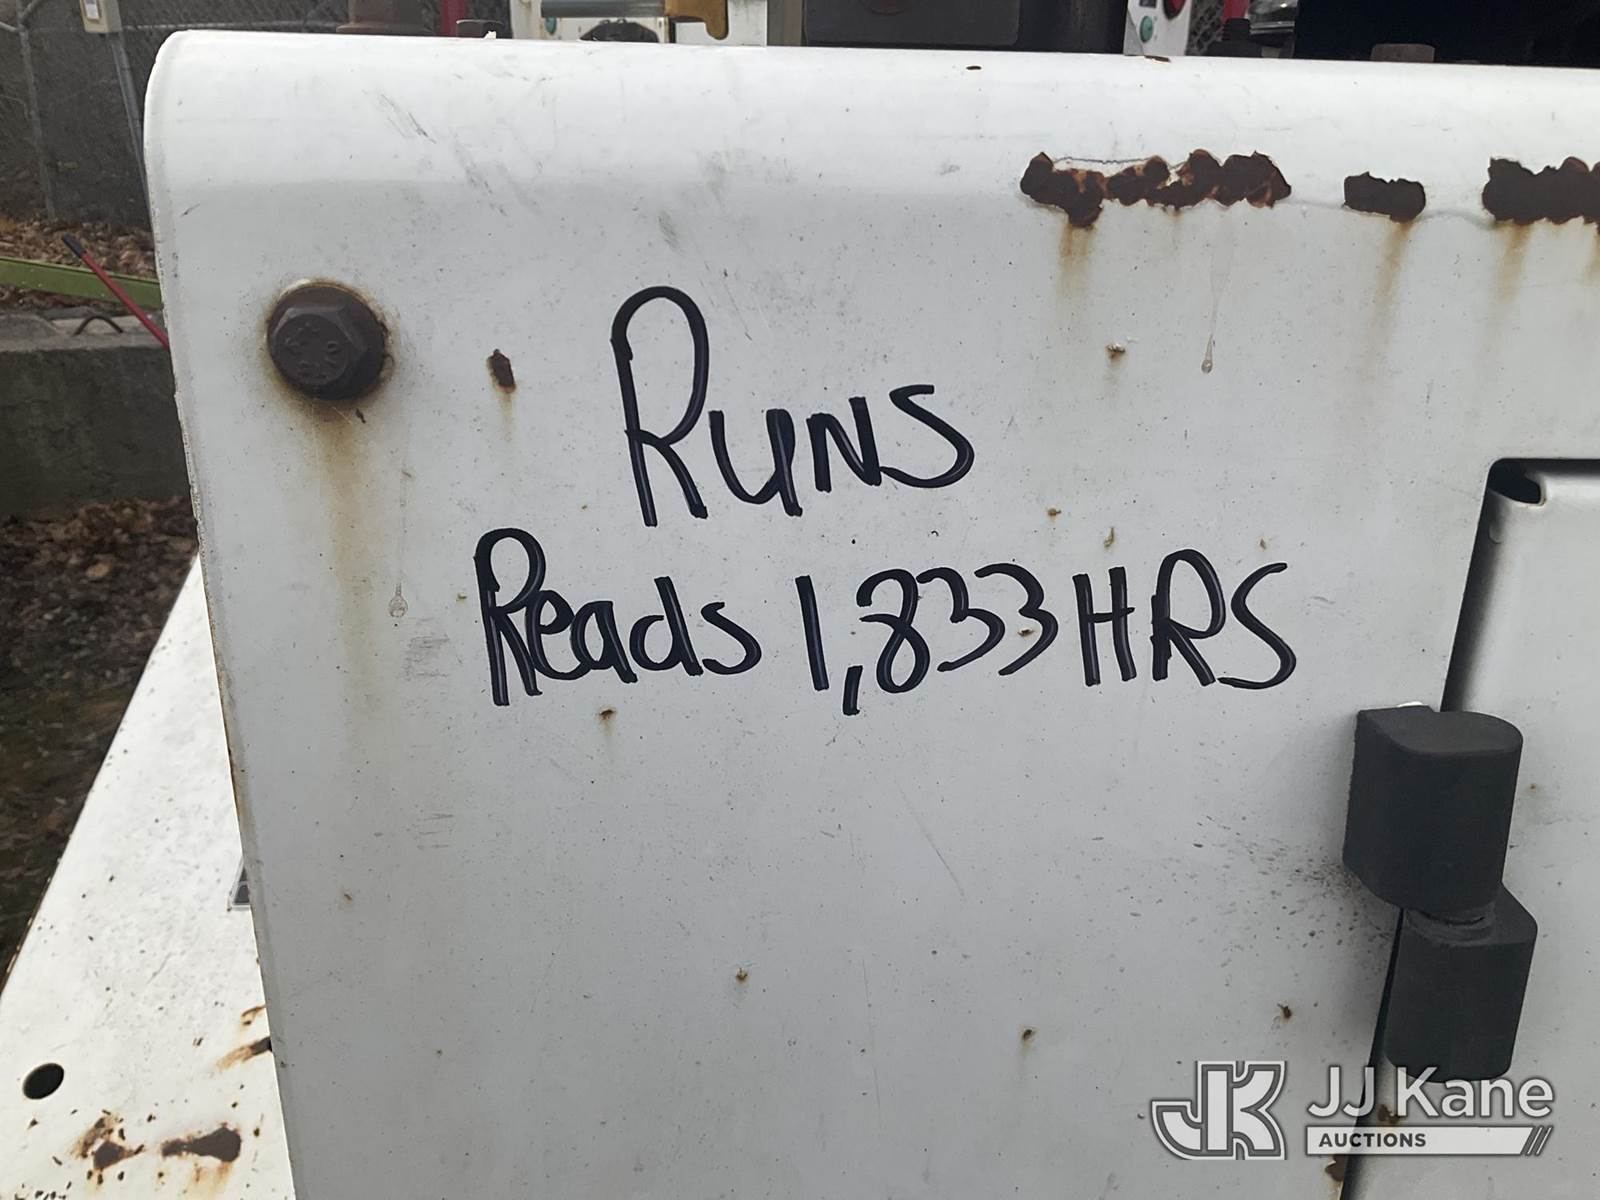 RUNS
Reads 1,833 HRS
JJ Kane
AUCTIONS